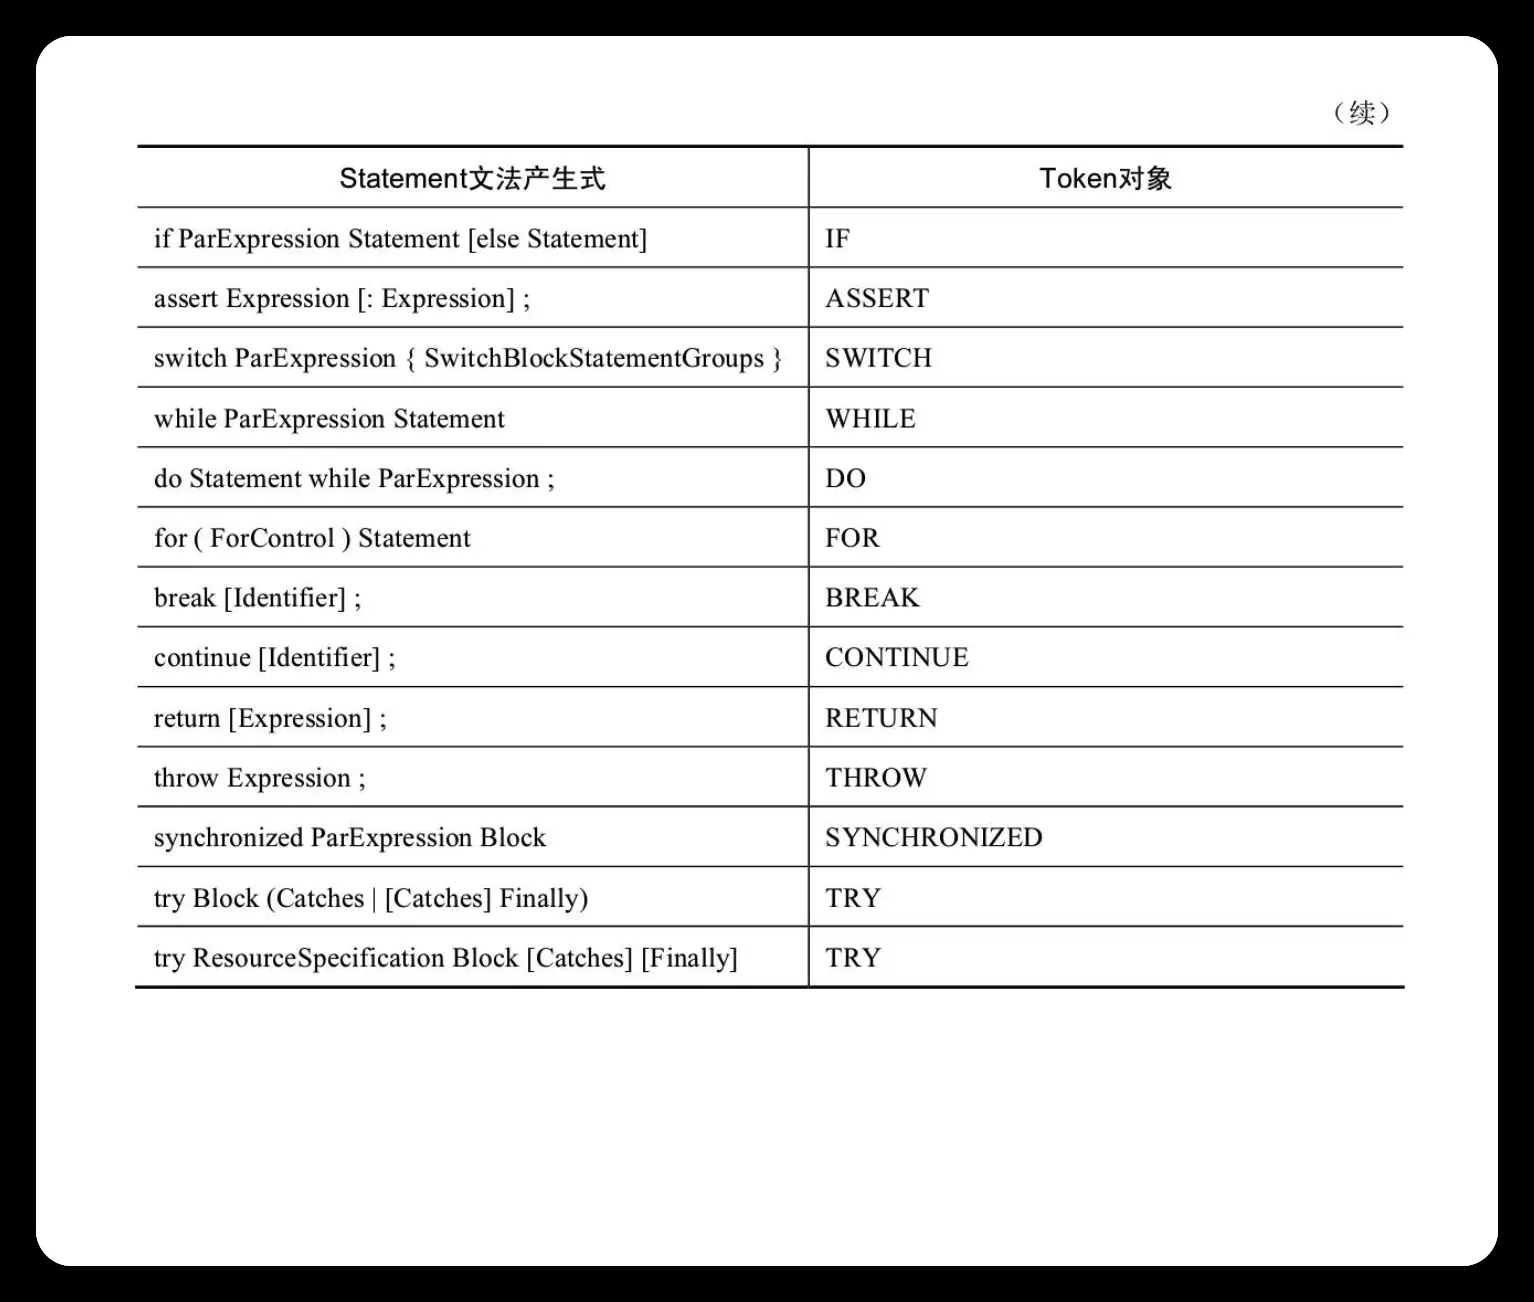 （续）
Statement文法产生式 Token对象
if ParExpression Statement [else Statement] IF
assert Expression [: Expression] ; ASSERT
switch ParExpression { SwitchBlockStatementGroups } SWITCH
while ParExpression Statement WHILE
do Statement while ParExpression ; DO
for ( ForControl ) Statement FOR
break [Identifier] ; BREAK
continue [Identifier] ; CONTINUE
return [Expression] ; RETURN
throw Expression ; THROW
synchronized ParExpression Block SYNCHRONIZED
try Block (Catches | [Catches] Finally) TRY
try ResourceSpecification Block [Catches] [Finally] TRY